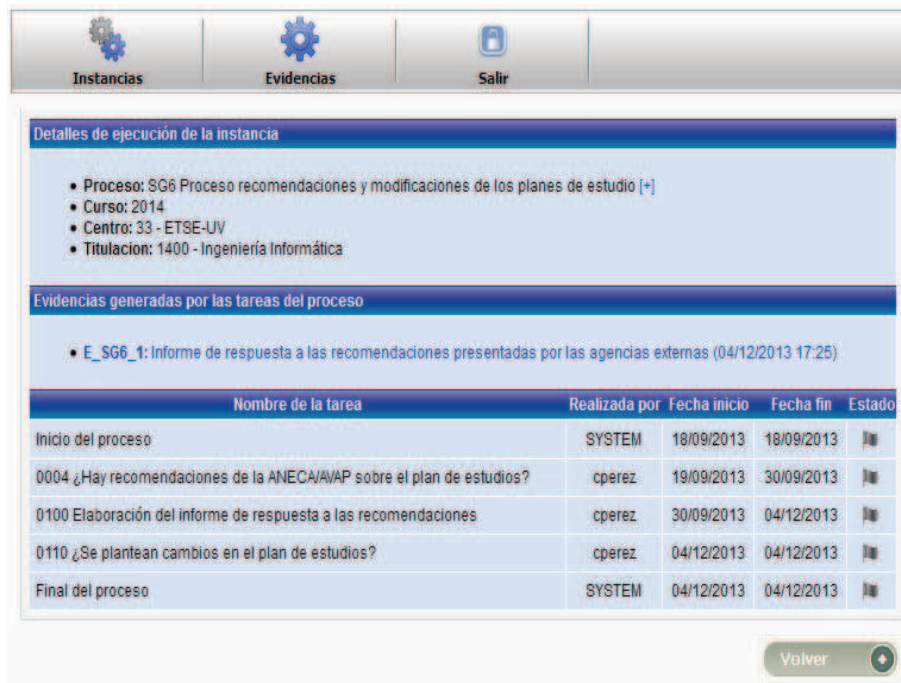 Instancias Evidencias Salir
Detalles de ejecución de la instancia
• Proceso: SG6 Proceso recomendaciones y modificaciones de los planes de estudio [+]
• Curso: 2014
• Centro: 33 - ETSE-UV
• Titulacion: 1400 - Ingeniería Informática
Evidencias generadas por las tareas del proceso
• E_SG6_1: Informe de respuesta a las recomendaciones presentadas por las agencias externas (04/12/2013 17:25)
Nombre de la tarea Realizada por Fecha inicio Fecha fin Estado
Inicio del proceso SYSTEM 18/09/2013 18/09/2013
0004 ¿Hay recomendaciones de la ANECA/AVAP sobre el plan de estudios? cperez 19/09/2013 30/09/2013
0100 Elaboración del informe de respuesta a las recomendaciones cperez 30/09/2013 04/12/2013
0110 ¿Se plantean cambios en el plan de estudios? cperez 04/12/2013 04/12/2013
Final del proceso SYSTEM 04/12/2013 04/12/2013
Volver